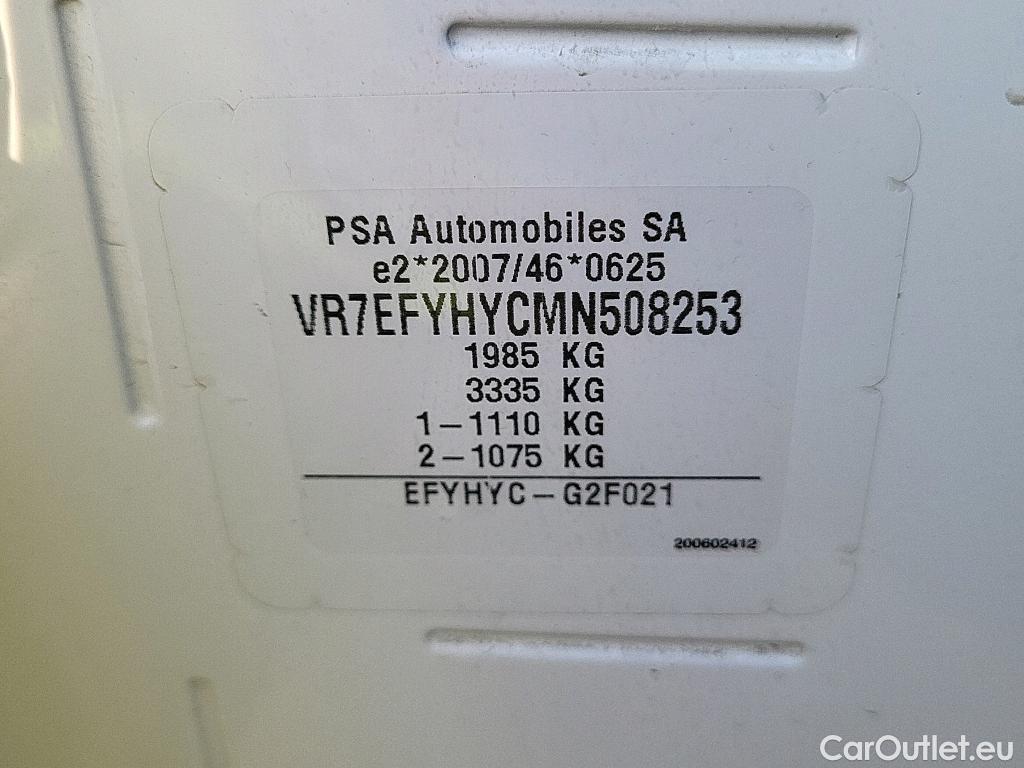 PSA Automobiles SA
e2*2007/46*0625
VR7EFYHYCMN508253
1985 KG
3335 KG
1-1110 KG
2-1075 KG
EFYHYC-G2F021
200602412
CarOutlet.eu